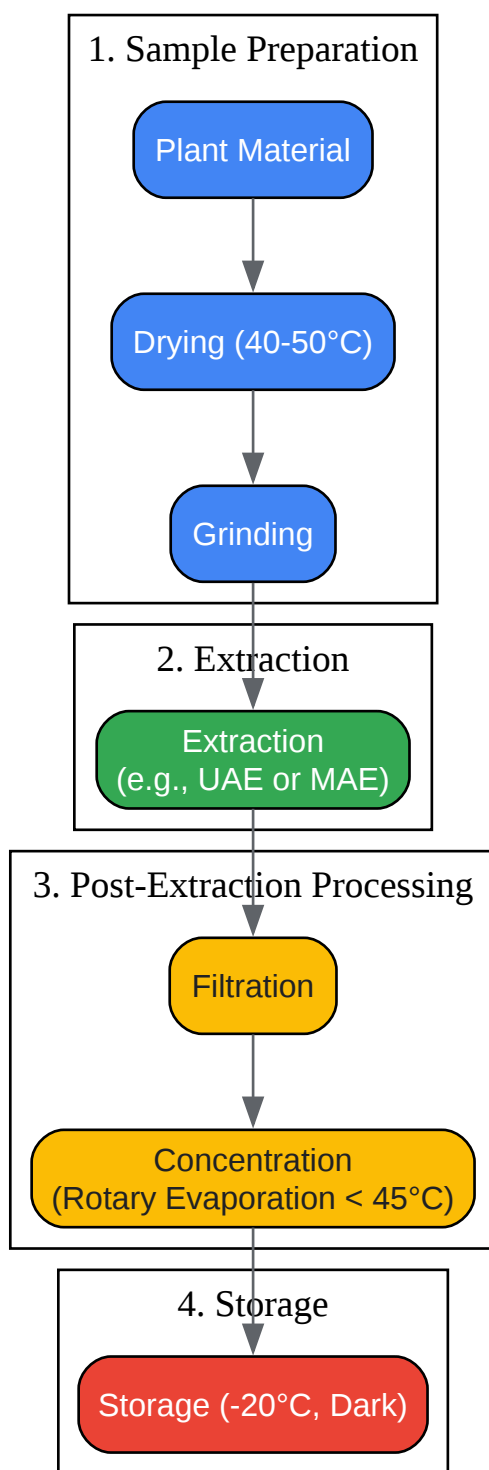 1. Sample Preparation
Plant Material
Drying (40-50°C)
Grinding
2. Extraction
Extraction
(e.g., UAE or MAE)
3. Post-Extraction Processing
Filtration
Concentration
(Rotary Evaporation < 45°C)
4. Storage
Storage (-20°C, Dark)